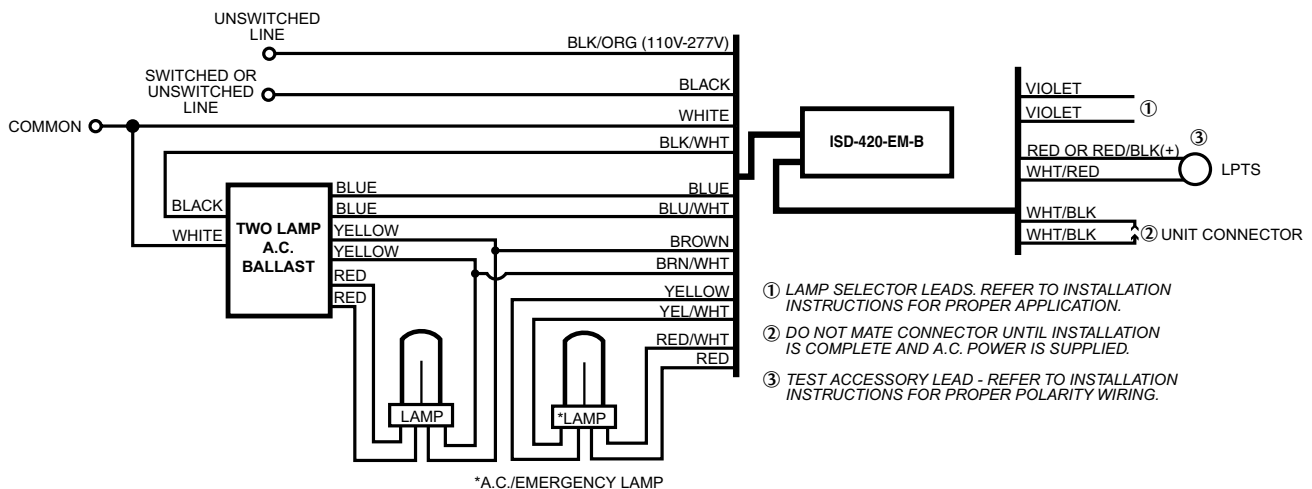 UNSWITCHED
LINE
BLK/ORG (110V-277V)
SWITCHED OR
UNSWITCHED
LINE
BLACK
COMMON
WHITE
BLK/WHT
BLACK
WHITE
TWO LAMP
A.C.
BALLAST
BLUE
BLUE
YELLOW
YELLOW
RED
RED
BLUE
BLU/WHT
BROWN
BRN/WHT
YELLOW
YEL/WHT
RED/WHT
RED
LAMP
*LAMP
*A.C./EMERGENCY LAMP
ISD-420-EM-B
VIOLET
VIOLET
①
③
RED OR RED/BLK(+)
WHT/RED
LPTS
WHT/BLK
WHT/BLK
② UNIT CONNECTOR
① LAMP SELECTOR LEADS. REFER TO INSTALLATION
INSTRUCTIONS FOR PROPER APPLICATION.
② DO NOT MATE CONNECTOR UNTIL INSTALLATION
IS COMPLETE AND A.C. POWER IS SUPPLIED.
③ TEST ACCESSORY LEAD - REFER TO INSTALLATION
INSTRUCTIONS FOR PROPER POLARITY WIRING.